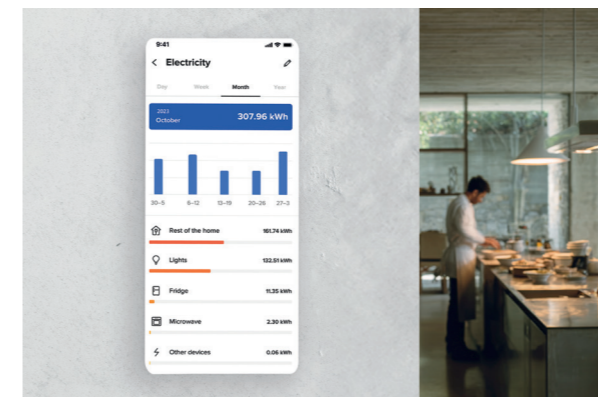 9:41
Electricity
Day Week Month Year
2023
October 307.96 kWh
30-5 6-12 13-19 20-26 27-3
Rest of the home 161.74 kWh
Lights 132.51 kWh
Fridge 11.35 kWh
Microwave 2.30 kWh
Other devices 0.06 kWh